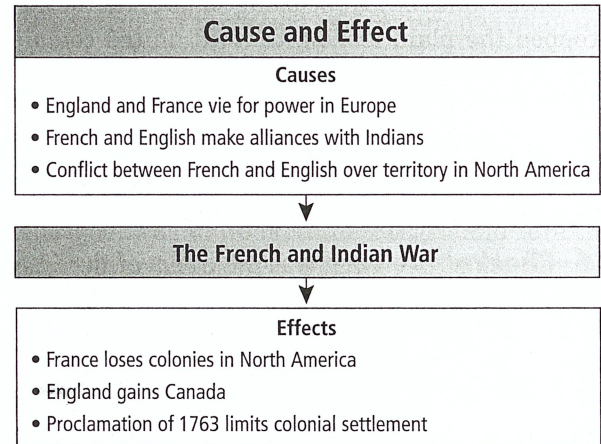 Cause and Effect
Causes
• England and France vie for power in Europe
• French and English make alliances with Indians
• Conflict between French and English over territory in North America
The French and Indian War
Effects
• France loses colonies in North America
• England gains Canada
• Proclamation of 1763 limits colonial settlement